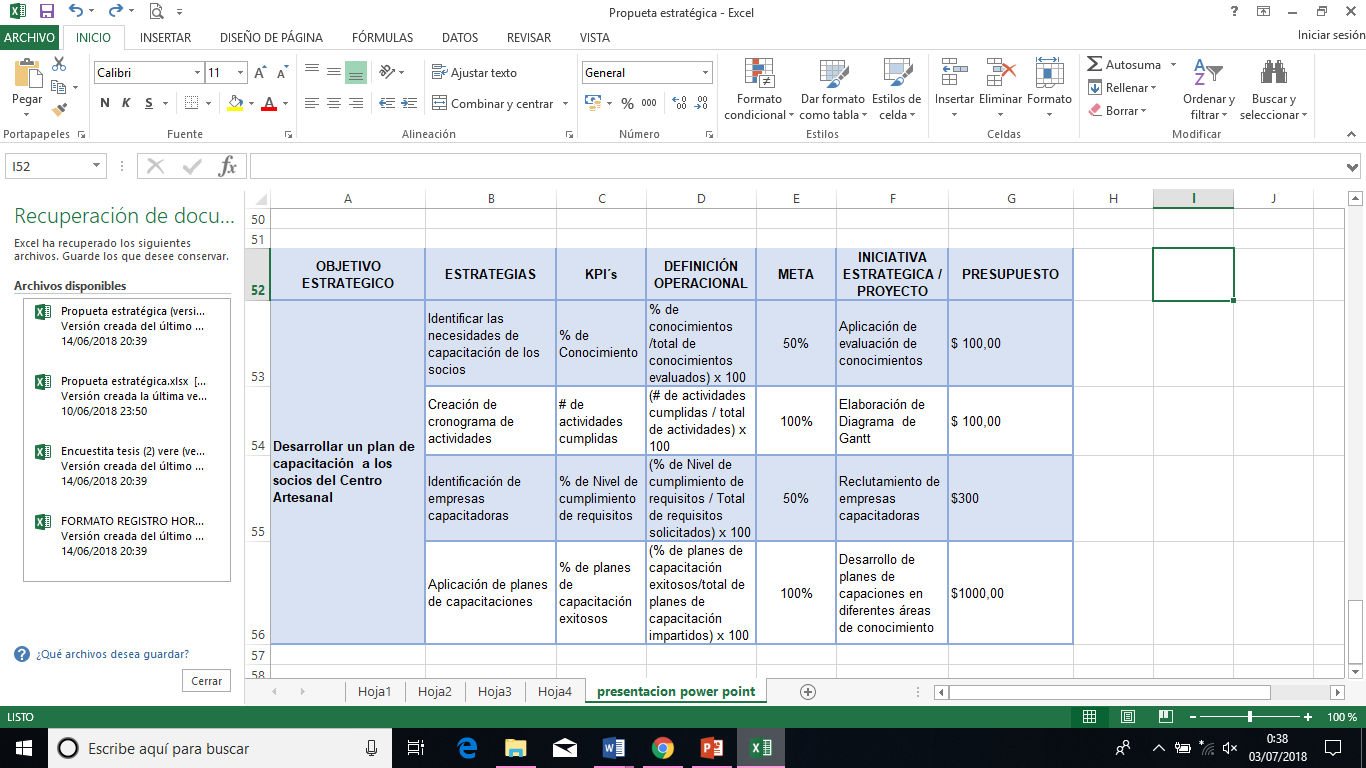 Propueta estratégica - Excel
ARCHIVO INICIO INSERTAR DISEÑO DE PÁGINA FÓRMULAS DATOS REVISAR VISTA Iniciar sesión
Pegar
Portapapeles
Calibri 11
N K S
Fuente
Ajustar texto
Combinar y centrar
Alineación
General
% 000
Número
Formato condicional
Dar formato como tabla
Estilos de celda
Estilos
Insertar Eliminar Formato
Celdas
Autosuma
Rellenar
Borrar
Ordenar y filtrar
Buscar y seleccionar
Modificar
I52
fx
Recuperación de docu...
Excel ha recuperado los siguientes
archivos. Guarde los que desee conservar.
Archivos disponibles
Propuesta estratégica (versi...
Versión creada del último ...
14/06/2018 20:39
Propueta estratégica.xlsx [...
Versión creada la última ve...
10/06/2018 23:50
Encuestita tesis (2) vere (ve...
Versión creada del último ...
14/06/2018 20:39
FORMATO REGISTRO HOR...
Versión creada del último ...
14/06/2018 20:39
¿Qué archivos desea guardar?
Cerrar
A B C D E F G H I J
50
51
52
OBJETIVO
ESTRATEGICO
ESTRATEGIAS
KPI´s
DEFINICIÓN
OPERACIONAL
META
INICIATIVA
ESTRATEGICA /
PROYECTO
PRESUPUESTO
Desarrollar un plan de
capacitación a los
socios del Centro
Artesanal
53
Identificar las
necesidades de
capacitación de los
socios
% de
Conocimiento
% de
conocimientos
/total de
conocimientos
evaluados) x 100
50%
Aplicación de
evaluación de
conocimientos
$ 100,00
54
Creación de
cronograma de
actividades
# de
actividades
cumplidas
(# de actividades
cumplidas / total
de actividades) x
100
100%
Elaboración de
Diagrama de
Gantt
$ 100,00
55
Identificación de
empresas
capacitadoras
% de Nivel de
cumplimiento
de requisitos
(% de Nivel de
cumplimiento de
requisitos / Total
de requisitos
solicitados) x 100
50%
Reclutamiento de
empresas
capacitadoras
$300
56
Aplicación de planes
de capacitaciones
% de planes
de
capacitación
exitosos
(% de planes de
capacitación
exitosos/total de
planes de
capacitación
impartidos) x 100
100%
Desarrollo de
planes de
capaciones en
diferentes áreas
de conocimiento
$1000,00
57
58
Hoja1 Hoja2 Hoja3 Hoja4 presentacion power point
LISTO
100 %
Escribe aquí para buscar
0:38
03/07/2018